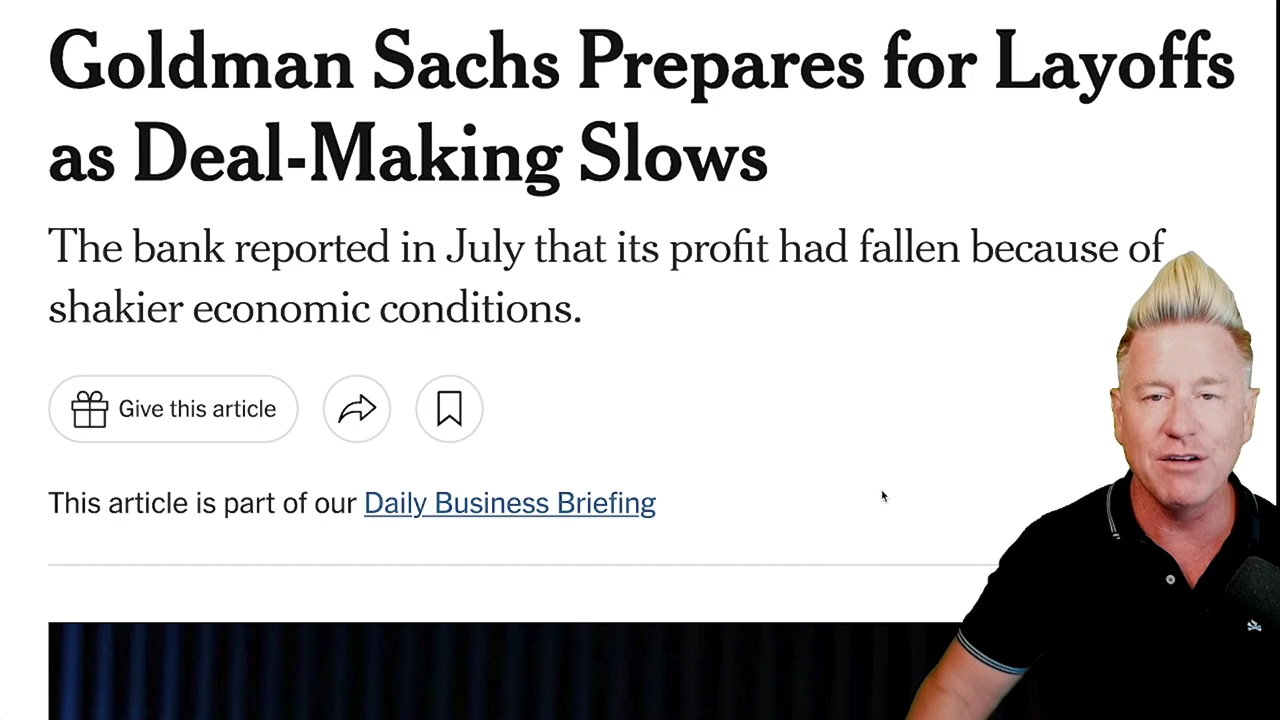 Goldman Sachs Prepares for Layoffs
as Deal-Making Slows
The bank reported in July that its profit had fallen because of
shakier economic conditions.
Give this article
This article is part of our Daily Business Briefing